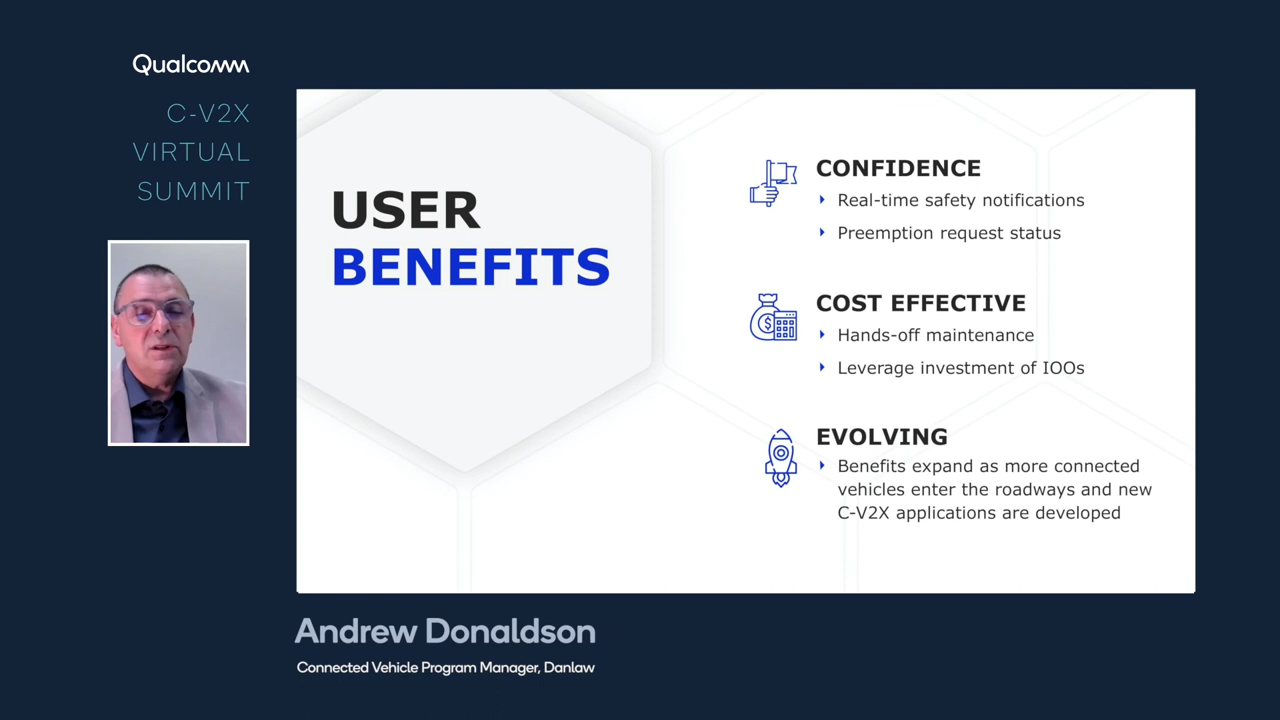 Qualcomm
C-V2X
VIRTUAL
SUMMIT
USER
BENEFITS
CONFIDENCE
Real-time safety notifications
Preemption request status
COST EFFECTIVE
Hands-off maintenance
Leverage investment of IOOs
EVOLVING
Benefits expand as more connected
vehicles enter the roadways and new
C-V2X applications are developed
Andrew Donaldson
Connected Vehicle Program Manager, Danlaw